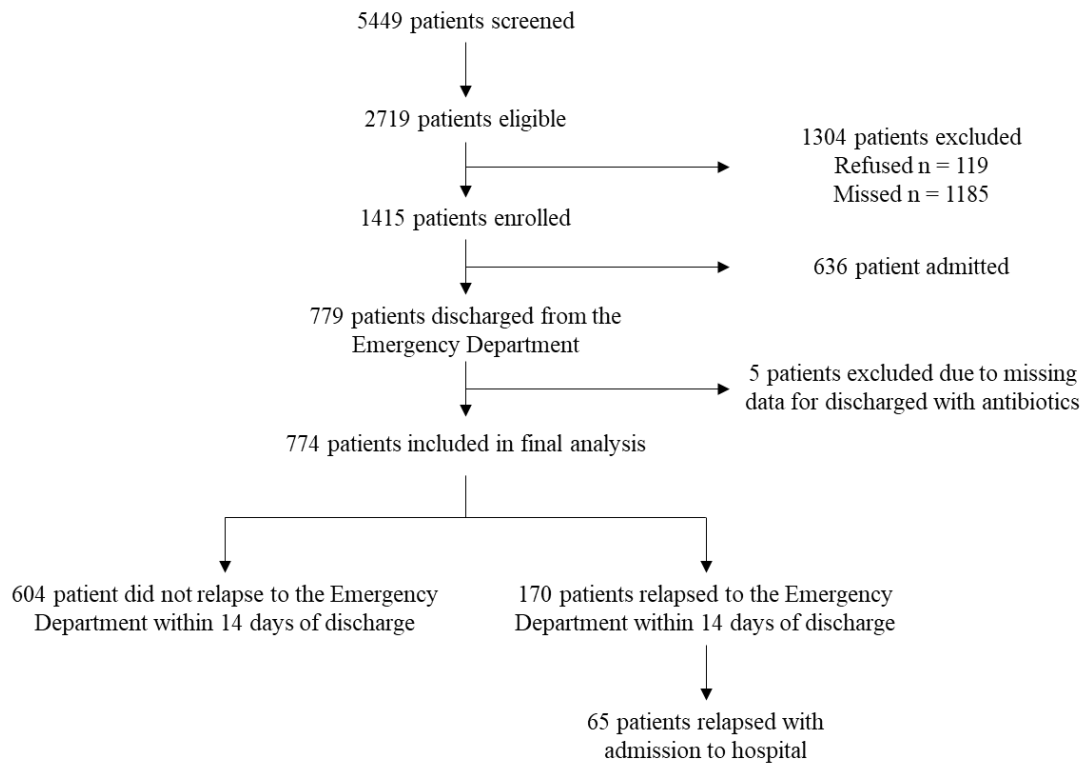 5449 patients screened
2719 patients eligible
1304 patients excluded
Refused n = 119
Missed n = 1185
1415 patients enrolled
636 patient admitted
779 patients discharged from the
Emergency Department
5 patients excluded due to missing
data for discharged with antibiotics
774 patients included in final analysis
604 patient did not relapse to the Emergency
Department within 14 days of discharge
170 patients relapsed to the Emergency
Department within 14 days of discharge
65 patients relapsed with
admission to hospital